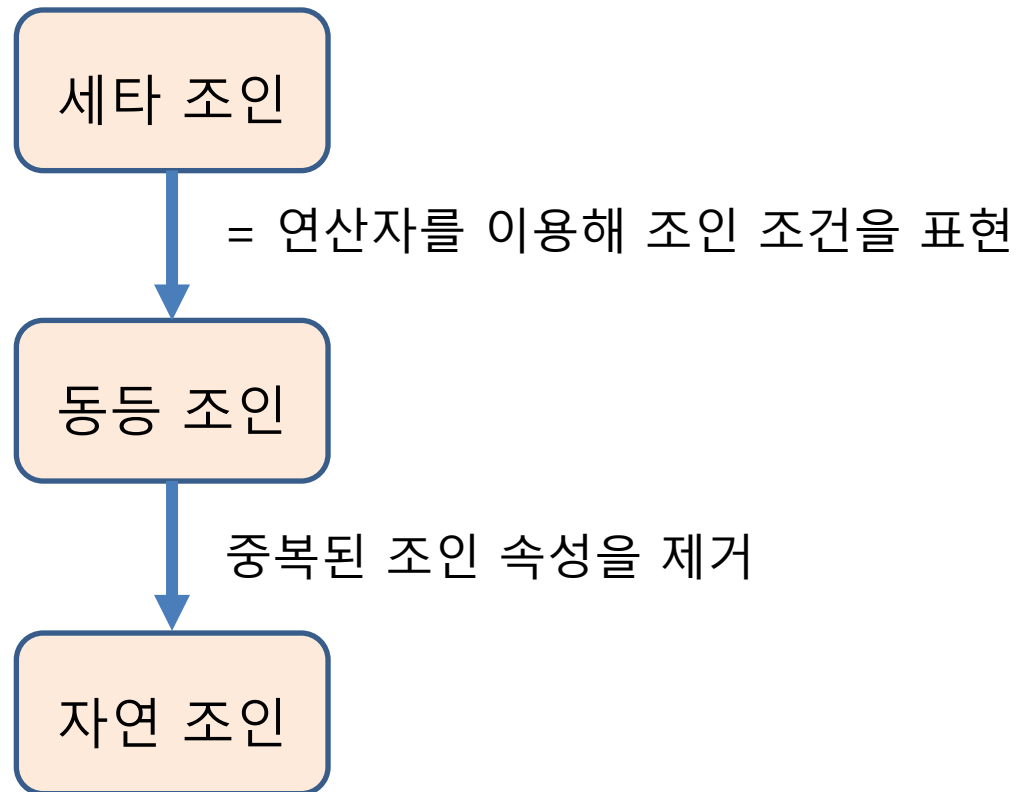 세타 조인
= 연산자를 이용해 조인 조건을 표현
동등 조인
중복된 조인 속성을 제거
자연 조인